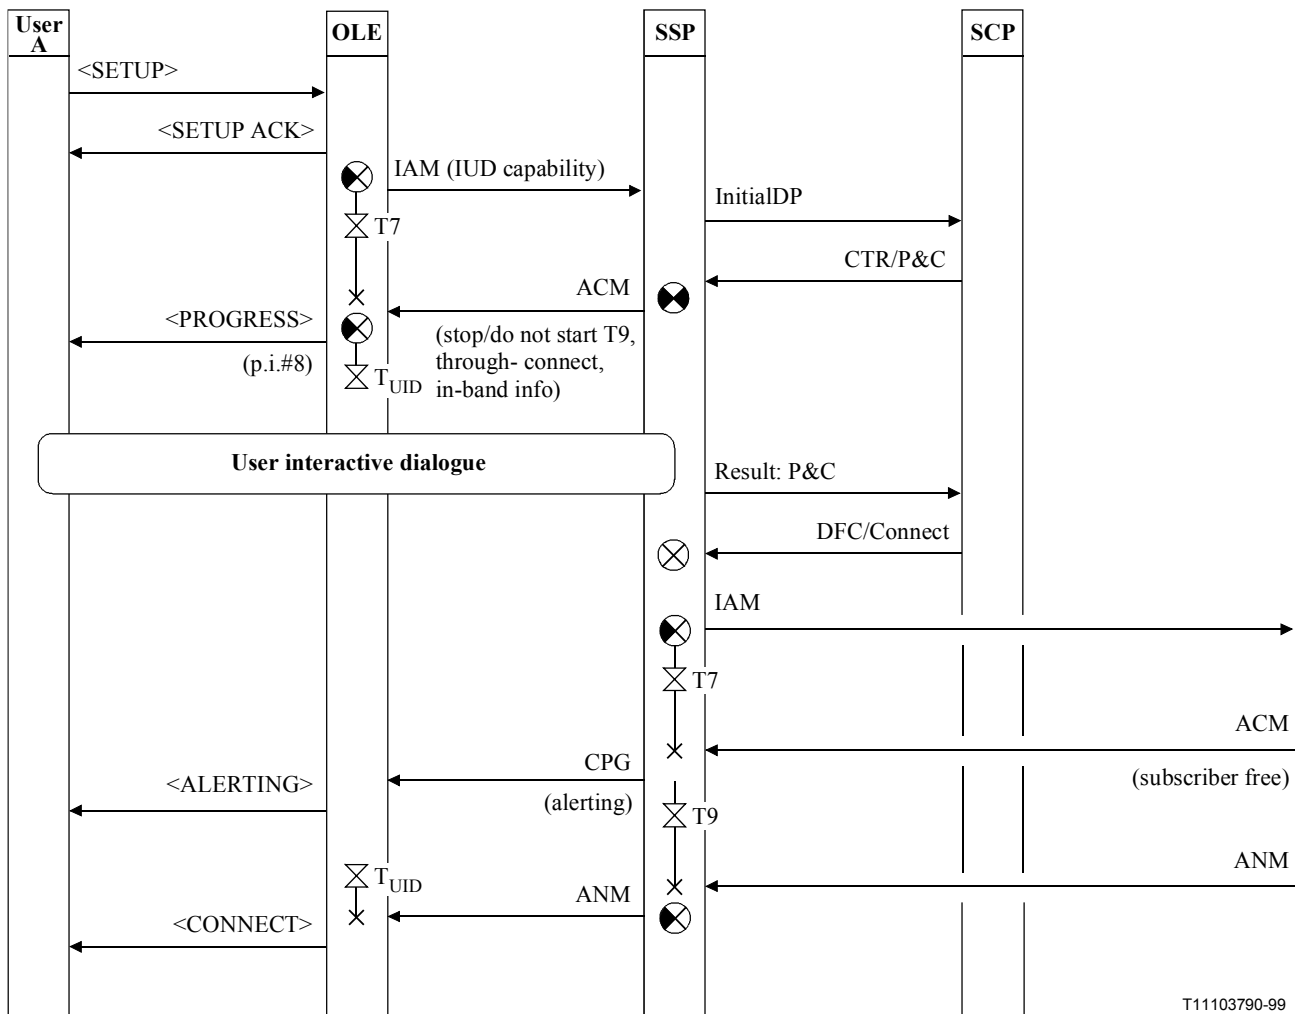 User
A
OLE
SSP
SCP
<SETUP>
<SETUP ACK>
IAM (IUD capability)
InitialDP
T7
CTR/P&C
ACM
<PROGRESS>
(p.i.#8)
(stop/do not start T9,
through- connect,
in-band info)
TUID
User interactive dialogue
Result: P&C
DFC/Connect
IAM
T7
ACM
(subscriber free)
CPG
(alerting)
<ALERTING>
T9
ANM
TUID
ANM
<CONNECT>
T11103790-99